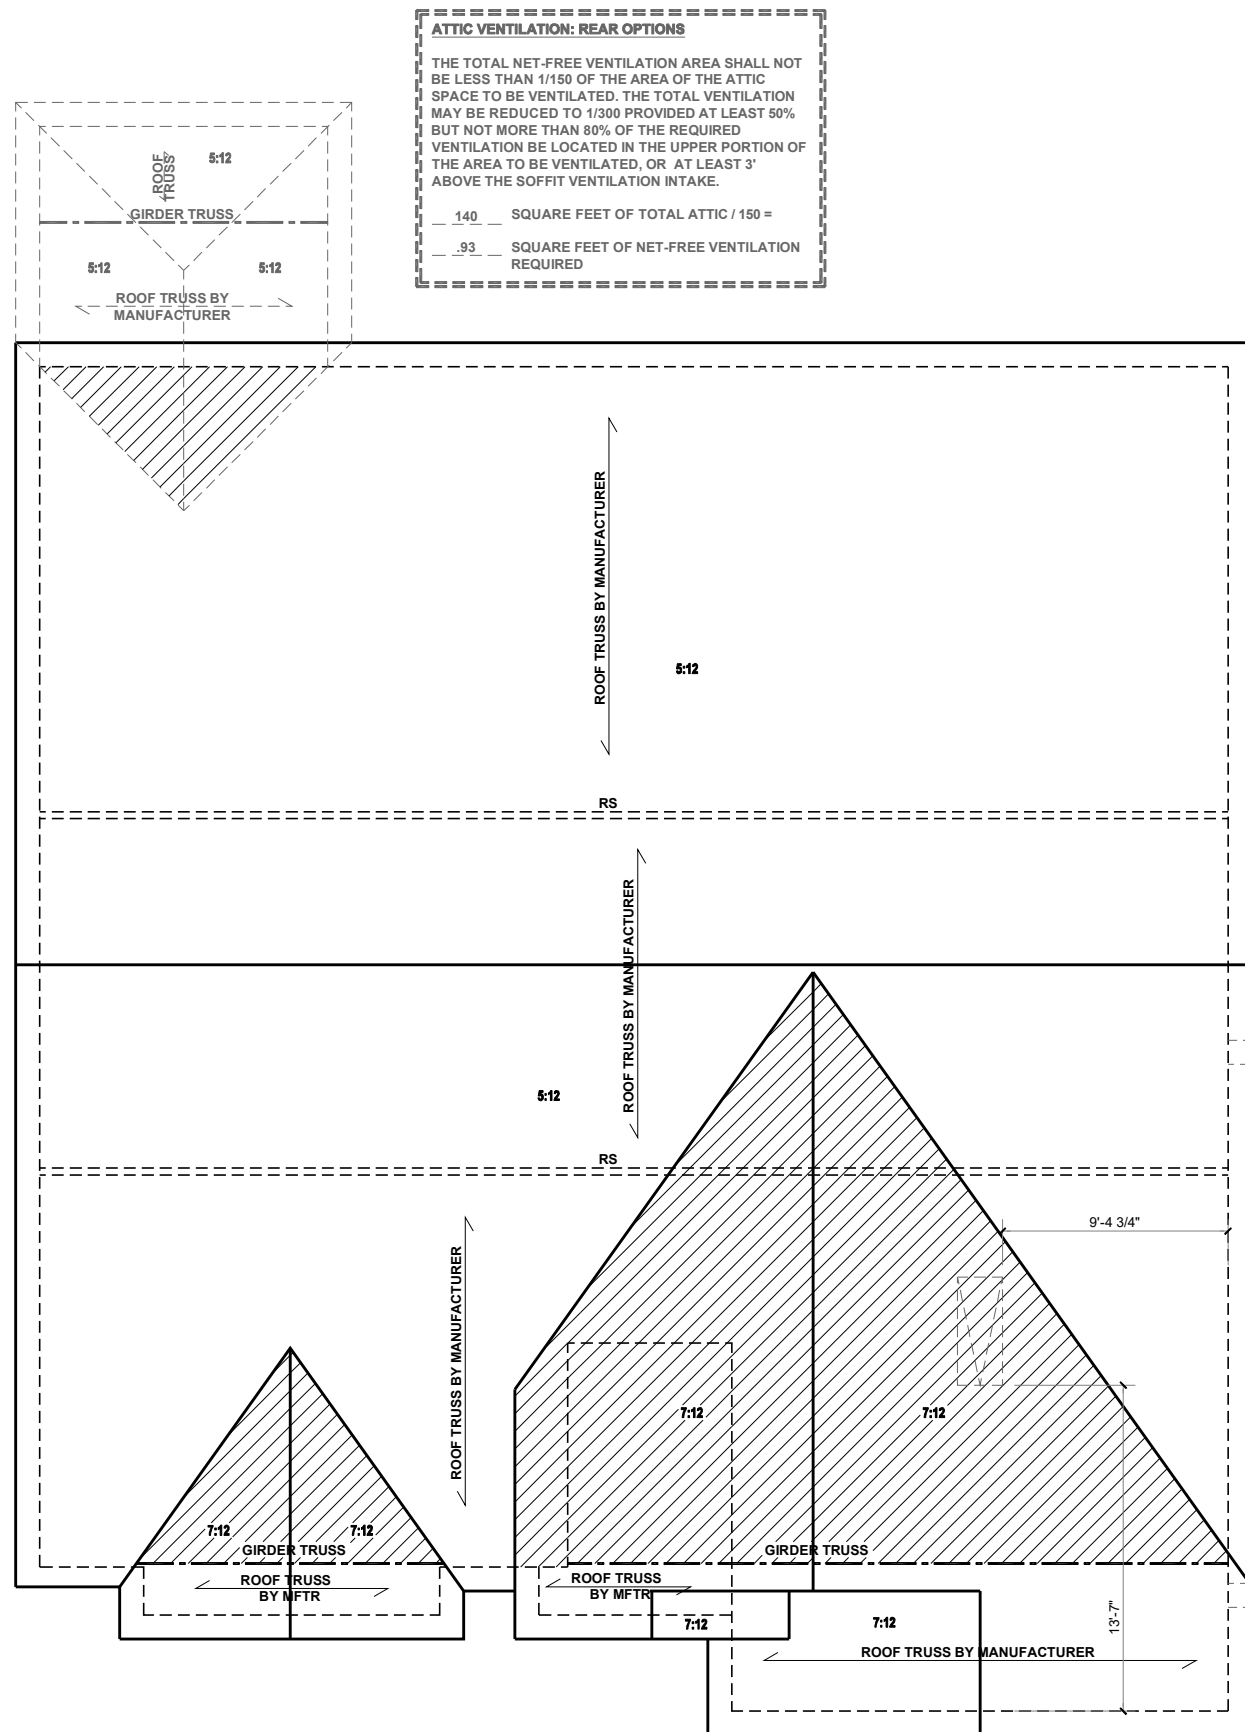 ATTIC VENTILATION: REAR OPTIONS
THE TOTAL NET-FREE VENTILATION AREA SHALL NOT
BE LESS THAN 1/150 OF THE AREA OF THE ATTIC
SPACE TO BE VENTILATED. THE TOTAL VENTILATION
MAY BE REDUCED TO 1/300 PROVIDED AT LEAST 50%
BUT NOT MORE THAN 80% OF THE REQUIRED
VENTILATION BE LOCATED IN THE UPPER PORTION OF
THE AREA TO BE VENTILATED, OR AT LEAST 3'
ABOVE THE SOFFIT VENTILATION INTAKE.
140 SQUARE FEET OF TOTAL ATTIC / 150 =
.93 SQUARE FEET OF NET-FREE VENTILATION
REQUIRED
ROOF
TRUSS
5:12
GIRDER TRUSS
5:12
5:12
ROOF TRUSS BY
MANUFACTURER
ROOF TRUSS BY MANUFACTURER
5:12
RS
ROOF TRUSS BY MANUFACTURER
5:12
RS
9'-4 3/4"
ROOF TRUSS BY MANUFACTURER
7:12
7:12
7:12
7:12
GIRDER TRUSS
GIRDER TRUSS
ROOF TRUSS
BY MFTR
ROOF TRUSS
BY MFTR
7:12
7:12
13'-7"
ROOF TRUSS BY MANUFACTURER